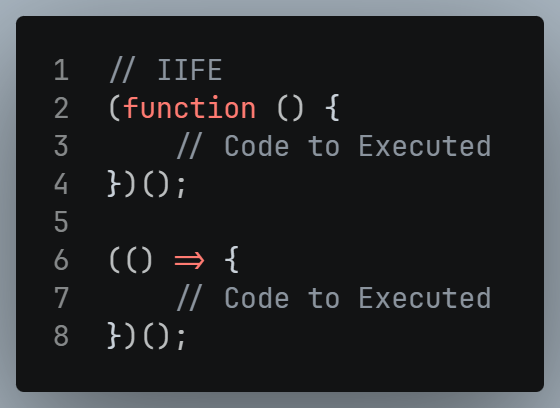 1 // IIFE
2 (function () {
3     // Code to Executed
4 })();
5
6 (() => {
7     // Code to Executed
8 })();